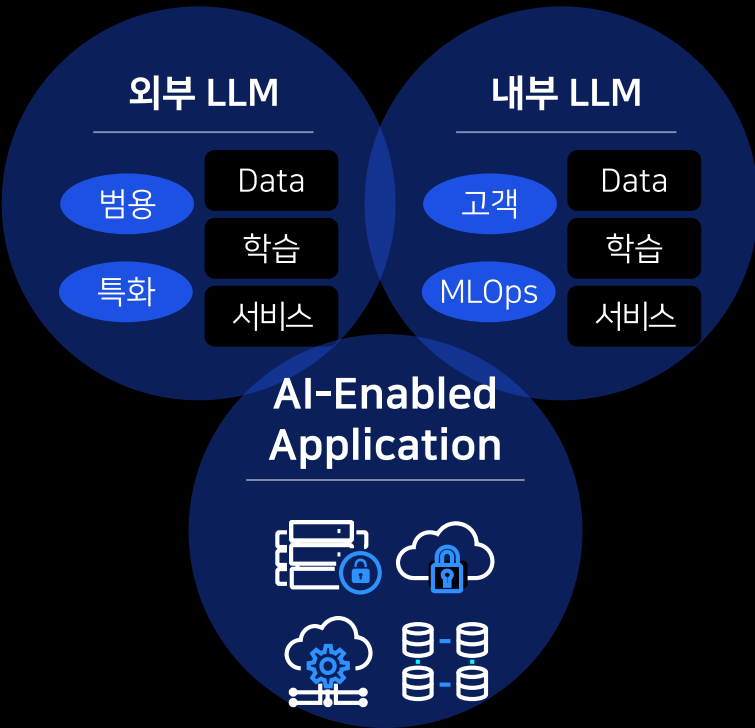 외부 LLM
범용
특화
Data
학습
서비스
내부 LLM
고객
MLOps
Data
학습
서비스
AI-Enabled
Application